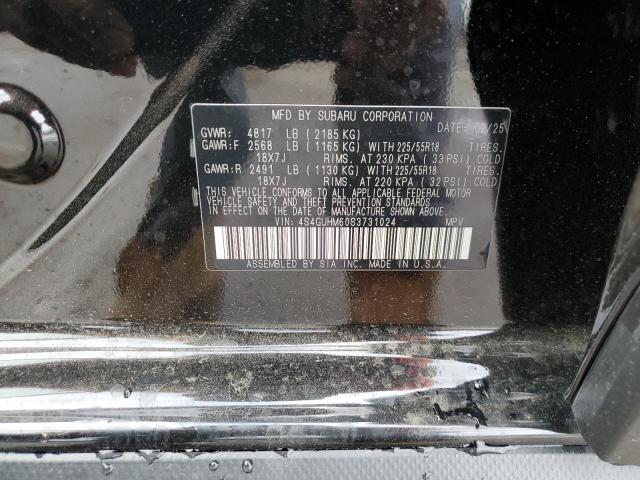 MFD BY SUBARU CORPORATION
DATE: 02/25
GVWR: 4817 LB ( 2185 KG)
GAWR:F 2568 LB ( 1165 KG) WITH 225/55R18 TIRES.
18X7J RIMS. AT 230 KPA ( 33 PSI) COLD
GAWR:R 2491 LB ( 1130 KG) WITH 225/55R18 TIRES.
18X7J RIMS. AT 220 KPA ( 32 PSI) COLD
THIS VEHICLE CONFORMS TO ALL APPLICABLE FEDERAL MOTOR
VEHICLE SAFETY AND THEFT PREVENTION STANDARDS
IN EFFECT ON THE DATE OF MANUFACTURE SHOWN ABOVE.
VIN: 4S4GUHM60S3731024 MPV
ASSEMBLED BY SIA INC. MADE IN U.S.A.